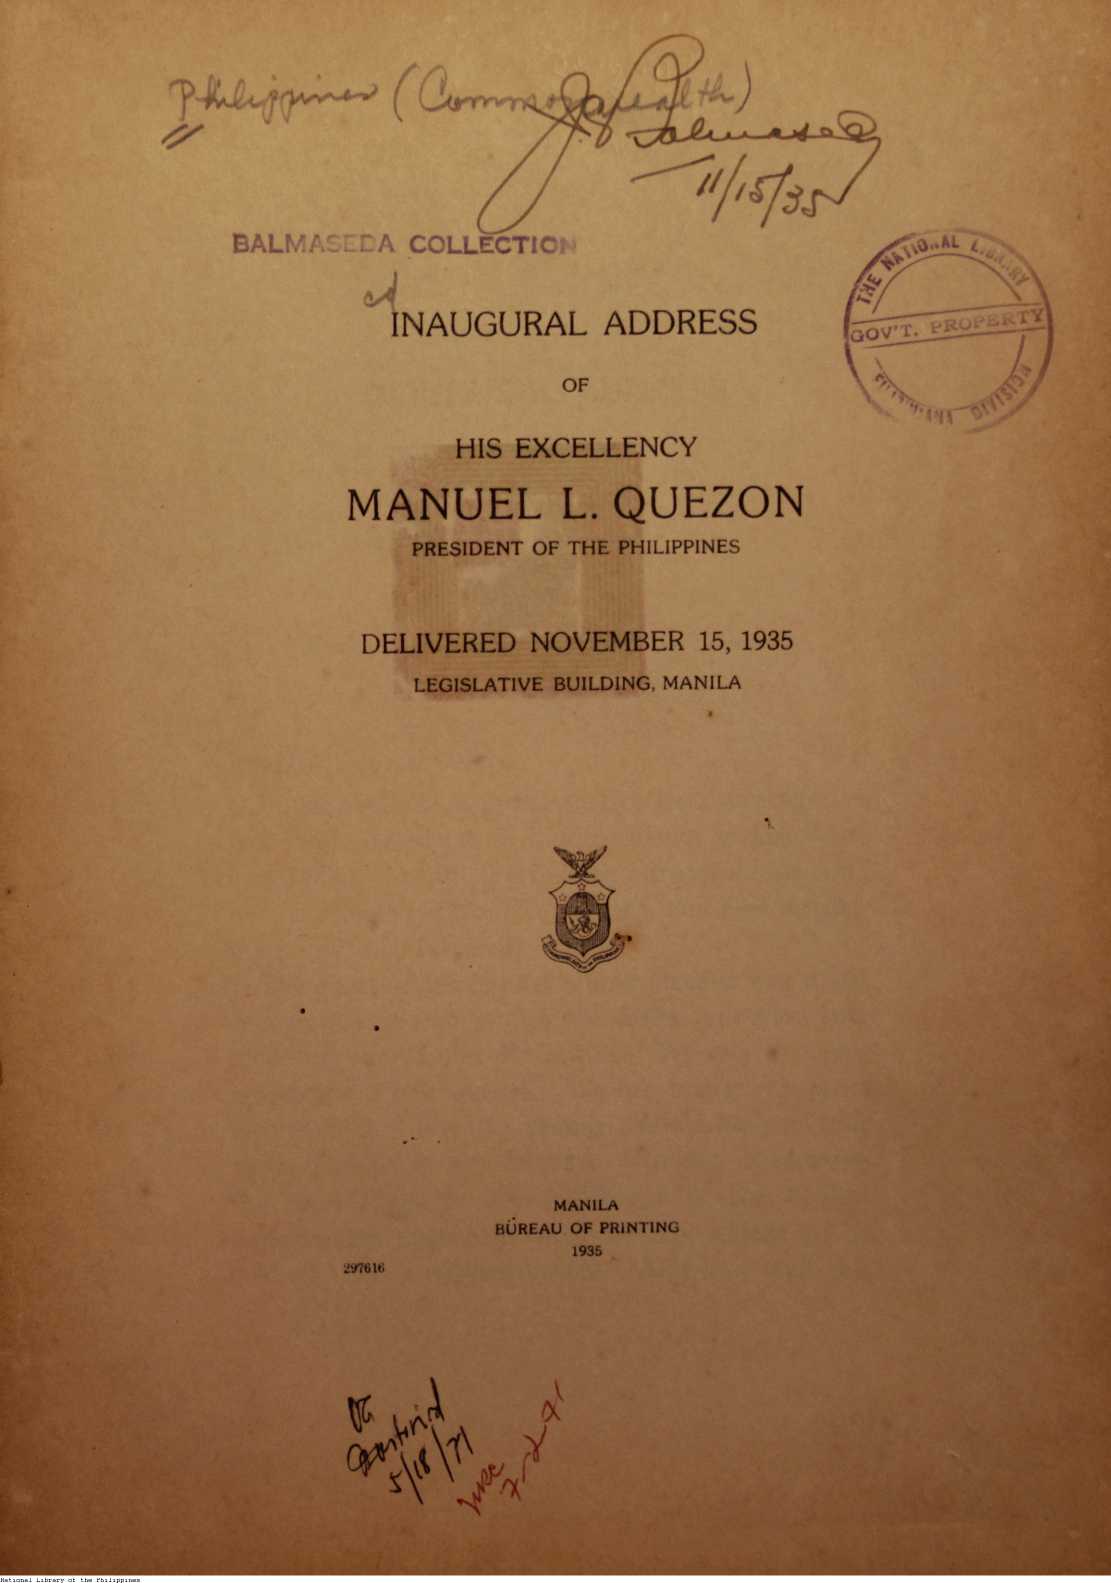 Philippines (Commonwealth)
J. Balmaseda
11/15/35
BALMASEDA COLLECTION
THE NATIONAL LIBRARY
GOV'T. PROPERTY
FILIPINIANA DIVISION
INAUGURAL ADDRESS
OF
HIS EXCELLENCY
MANUEL L. QUEZON
PRESIDENT OF THE PHILIPPINES
DELIVERED NOVEMBER 15, 1935
LEGISLATIVE BUILDING, MANILA
MANILA
BUREAU OF PRINTING
1935
297616
5/18/71
National Library of the Philippines